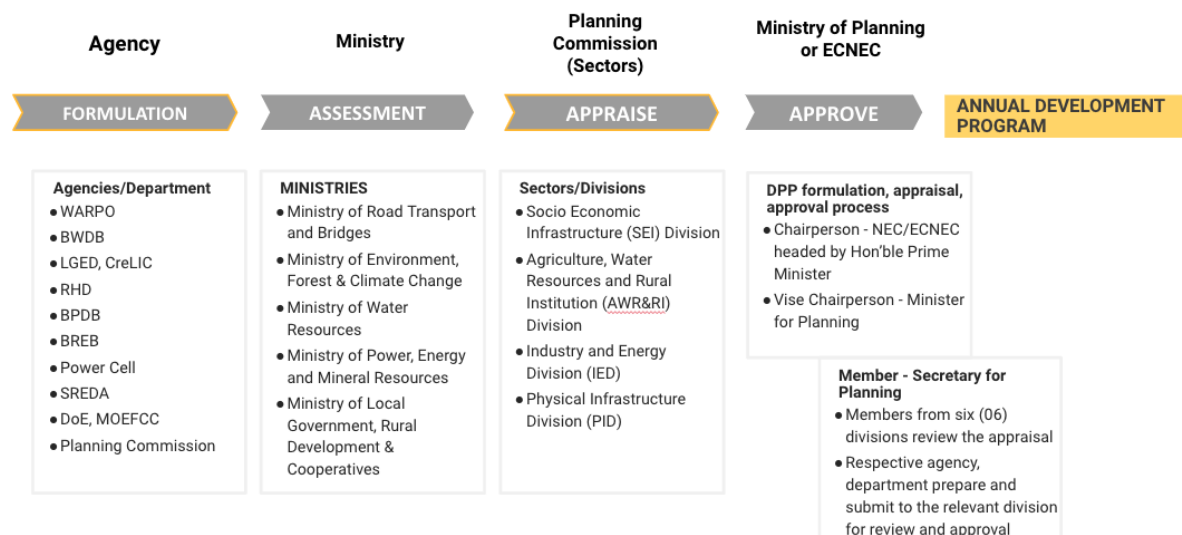 Agency
Ministry
Planning
Commission
(Sectors)
Ministry of Planning
or ECNEC
FORMULATION
ASSESSMENT
APPRAISE
APPROVE
ANNUAL DEVELOPMENT
PROGRAM
Agencies/Department
● WARPO
● BWDB
● LGED, CreLIC
● RHD
● BPDB
● BREB
● Power Cell
● SREDA
● DoE, MOEFCC
● Planning Commission
MINISTRIES
● Ministry of Road Transport
and Bridges
● Ministry of Environment,
Forest & Climate Change
● Ministry of Water
Resources
● Ministry of Power, Energy
and Mineral Resources
● Ministry of Local
Government, Rural
Development &
Cooperatives
Sectors/Divisions
● Socio Economic
Infrastructure (SEI) Division
● Agriculture, Water
Resources and Rural
Institution (AWR&RI)
Division
● Industry and Energy
Division (IED)
● Physical Infrastructure
Division (PID)
DPP formulation, appraisal,
approval process
● Chairperson - NEC/ECNEC
headed by Hon’ble Prime
Minister
● Vise Chairperson - Minister
for Planning
Member - Secretary for
Planning
● Members from six (06)
divisions review the appraisal
● Respective agency,
department prepare and
submit to the relevant division
for review and approval